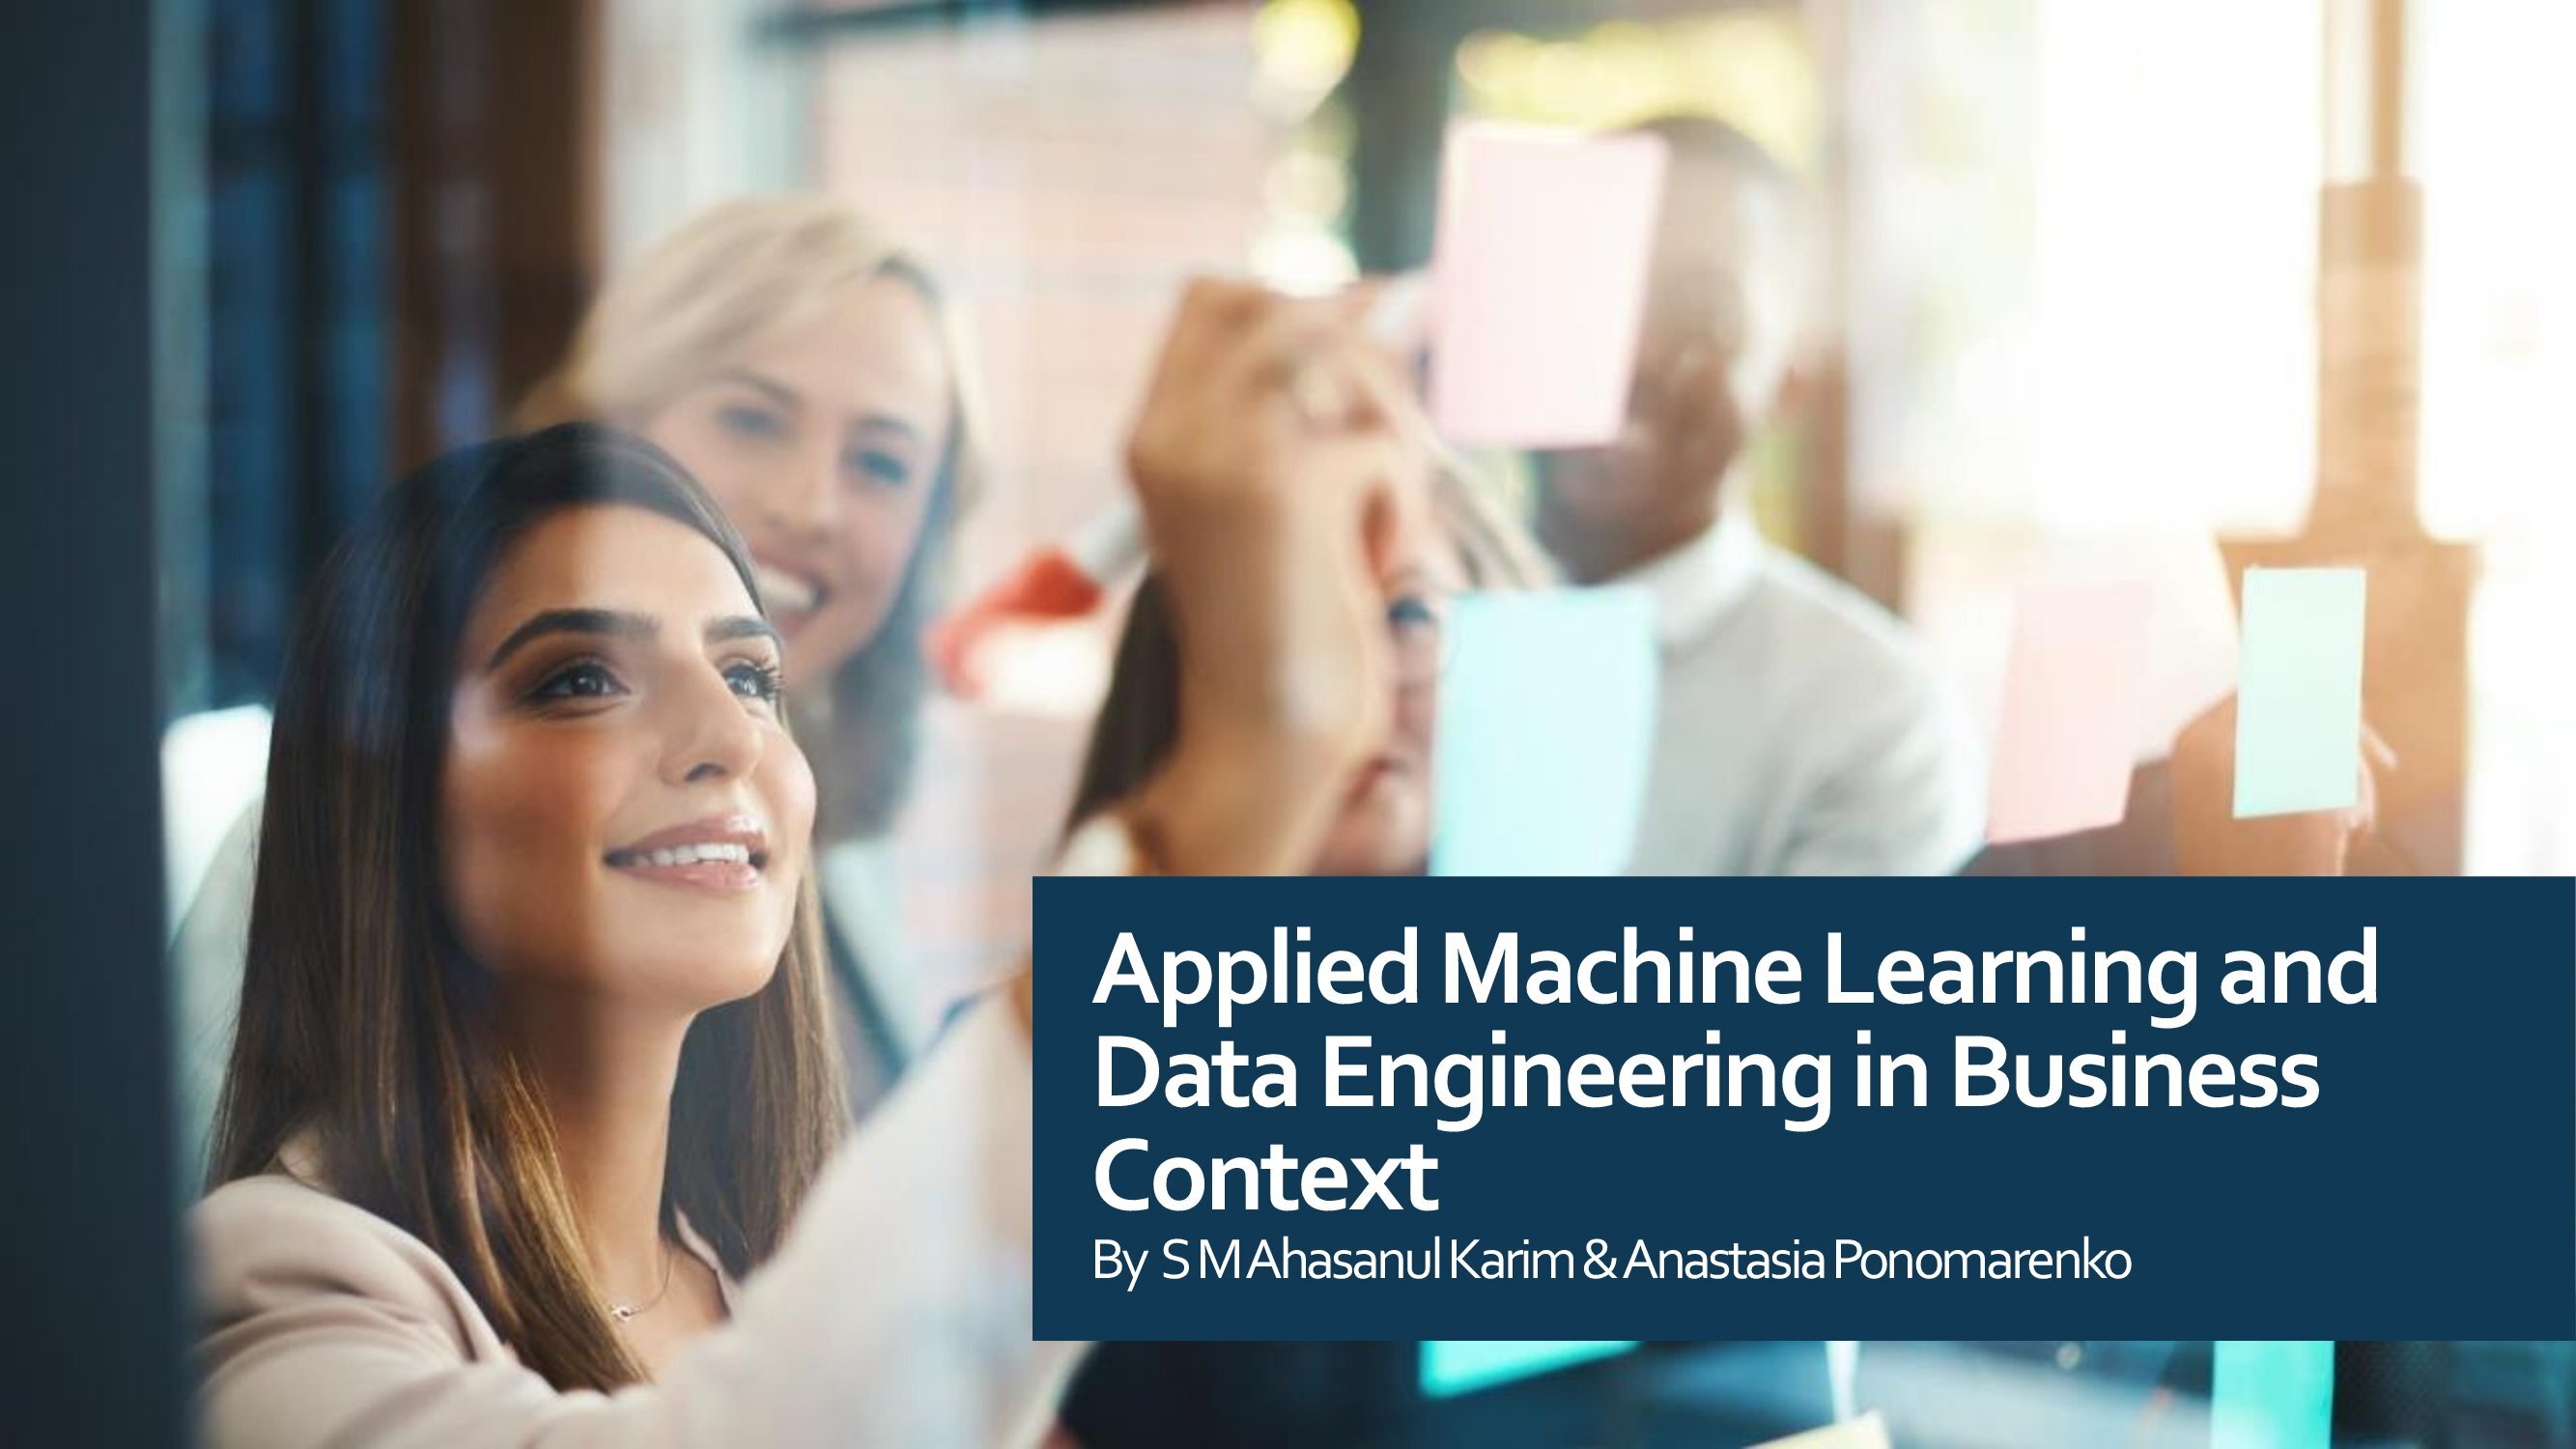 Applied Machine Learning and
Data Engineering in Business
Context
By S M Ahasanul Karim & Anastasia Ponomarenko